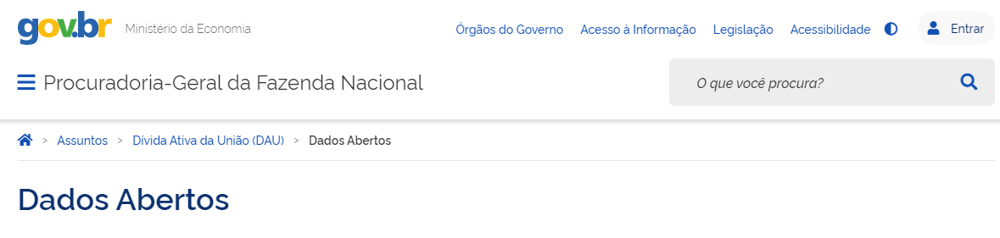 gov.br Ministério da Economia Órgãos do Governo Acesso à Informação Legislação Acessibilidade Entrar
Procuradoria-Geral da Fazenda Nacional O que você procura?
Assuntos > Dívida Ativa da União (DAU) > Dados Abertos
Dados Abertos